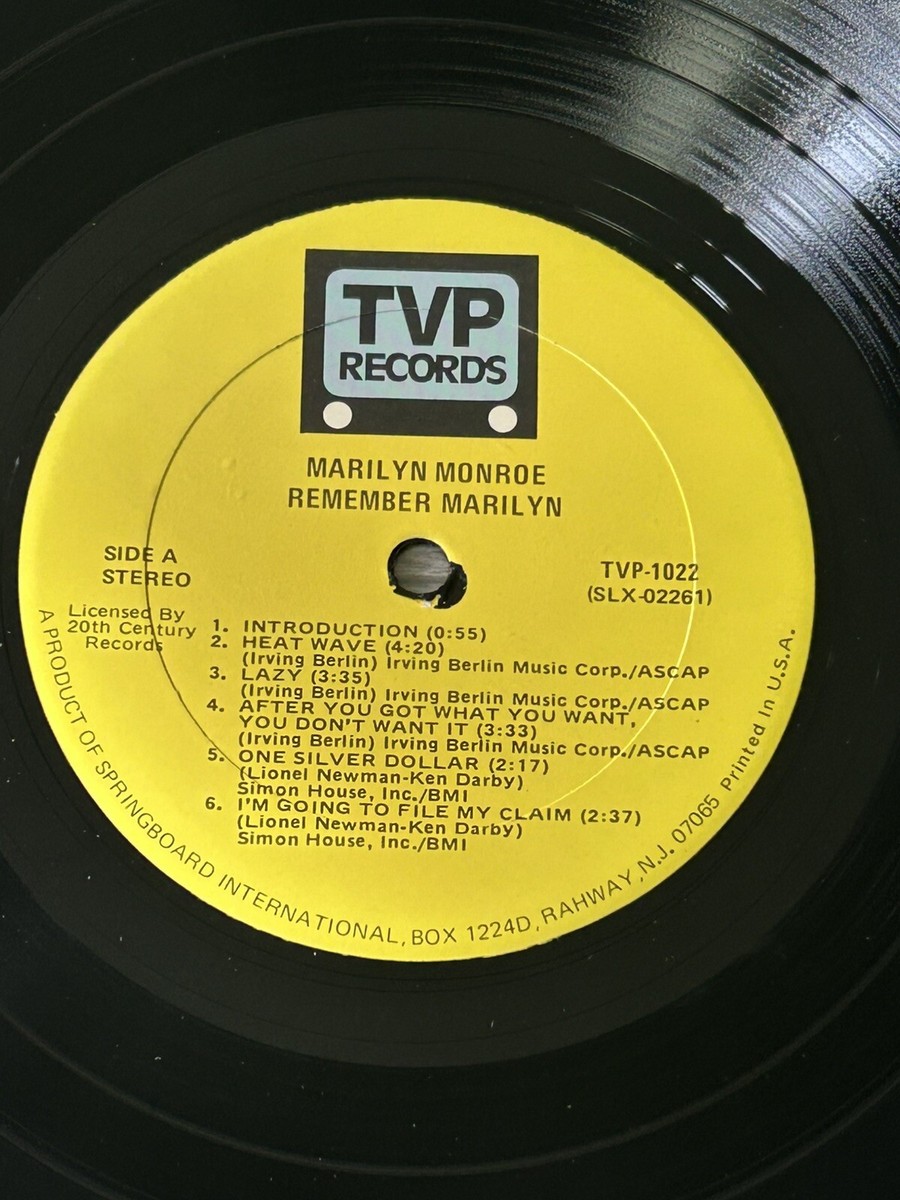 TVP
RECORDS
MARILYN MONROE
REMEMBER MARILYN
SIDE A
STEREO
TVP-1022
(SLX-02261)
Licensed By
20th Century
Records
1. INTRODUCTION (0:55)
2. HEAT WAVE (4:20)
(Irving Berlin) Irving Berlin Music Corp./ASCAP
3. LAZY (3:35)
(Irving Berlin) Irving Berlin Music Corp./ASCAP
4. AFTER YOU GOT WHAT YOU WANT,
YOU DON'T WANT IT (3:33)
(Irving Berlin) Irving Berlin Music Corp./ASCAP
5. ONE SILVER DOLLAR (2:17)
(Lionel Newman-Ken Darby)
Simon House, Inc./BMI
6. I'M GOING TO FILE MY CLAIM (2:37)
(Lionel Newman-Ken Darby)
Simon House, Inc./BMI
A PRODUCT OF SPRINGBOARD INTERNATIONAL, BOX 1224D, RAHWAY, N.J. 07065 Printed In U.S.A.